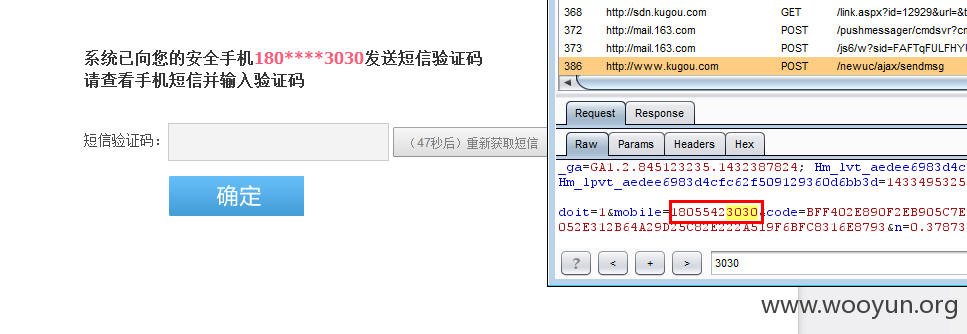 系统已向您的安全手机180****3030发送短信验证码
请查看手机短信并输入验证码
短信验证码：
（47秒后）重新获取短信
确定
368 http://sdn.kugou.com GET /link.aspx?id=12929&url=&t
372 http://mail.163.com POST /pushmessager/cmdsvr?cr
373 http://mail.163.com POST /js6/w?sid=FAFTqFULFHYU
386 http://www.kugou.com POST /newuc/ajax/sendmsg
Request Response
Raw Params Headers Hex
_ga=GA1.2.845123235.1432387824; Hm_lvt_aedee6983d4c
Hm_lpvt_aedee6983d4cfc62f509129360d6bb3d=1433495325
doit=1&mobile=18055423030&code=BFF402E890F2EB905C7E
052E312B64A29D25C82E222A519F6BFC8316E8793&n=0.37873
? < + > 3030
www.wooyun.org